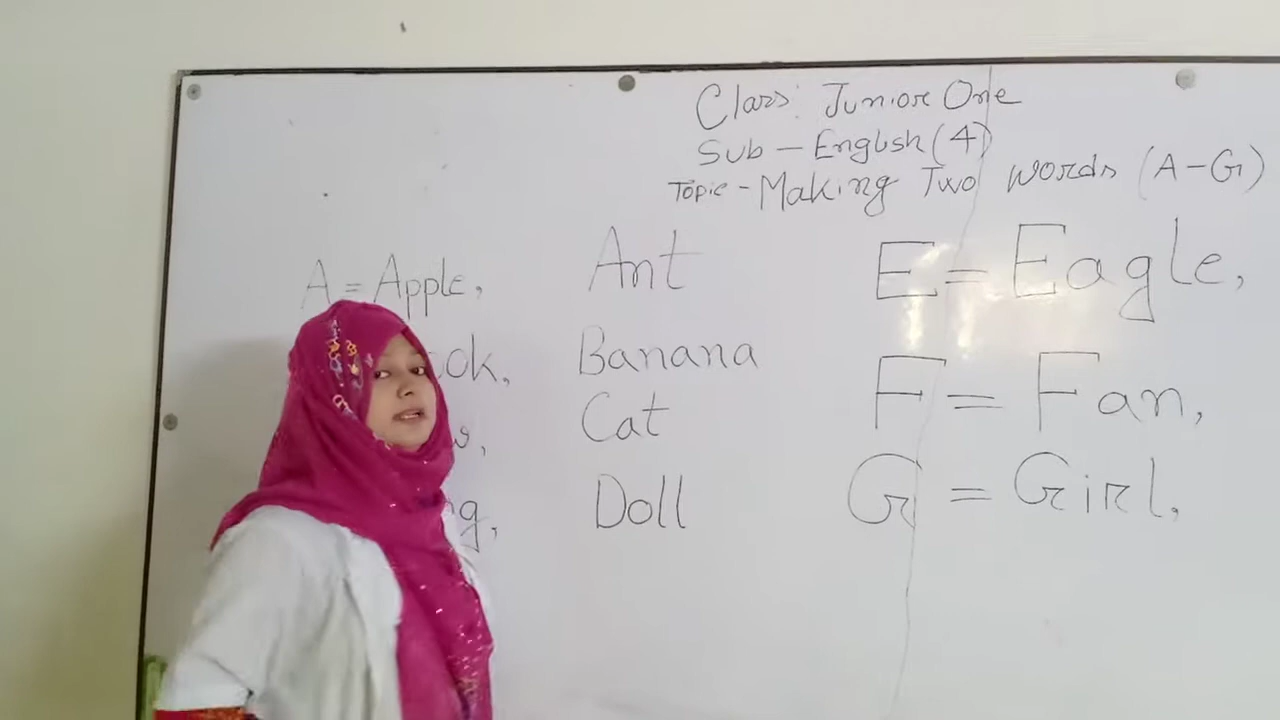 Class: Junior One
Sub - English (4)
Topic - Making Two Words (A-G)
A = Apple, Ant
Banana
Cat
Doll
E = Eagle,
F = Fan,
G = Girl,